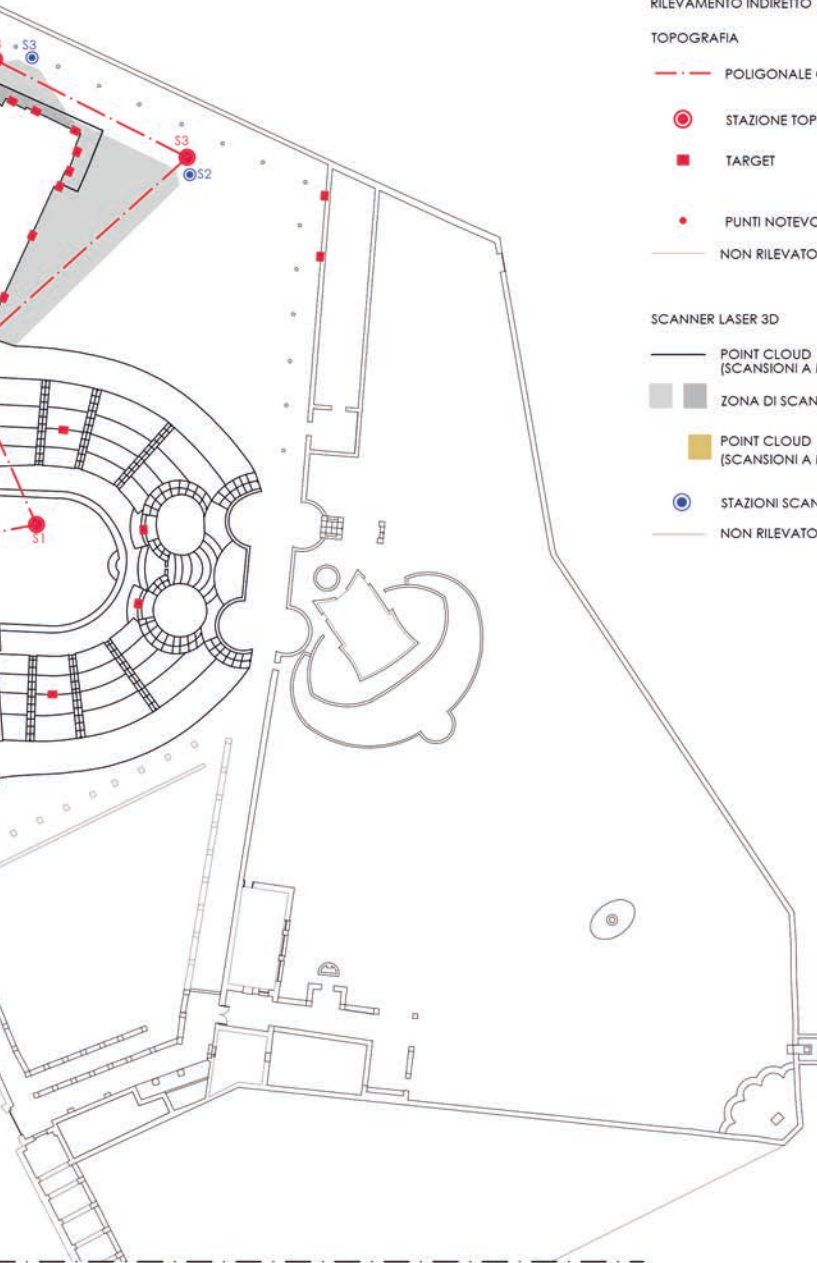 RILEVAMENTO INDIRETTO
TOPOGRAFIA
POLIGONALE
STAZIONE TOP
TARGET
PUNTI NOTEVO
NON RILEVATO
SCANNER LASER 3D
POINT CLOUD
(SCANSIONI A
ZONA DI SCAN
POINT CLOUD
(SCANSIONI A
STAZIONI SCAN
NON RILEVATO
S3
S3
S2
S1